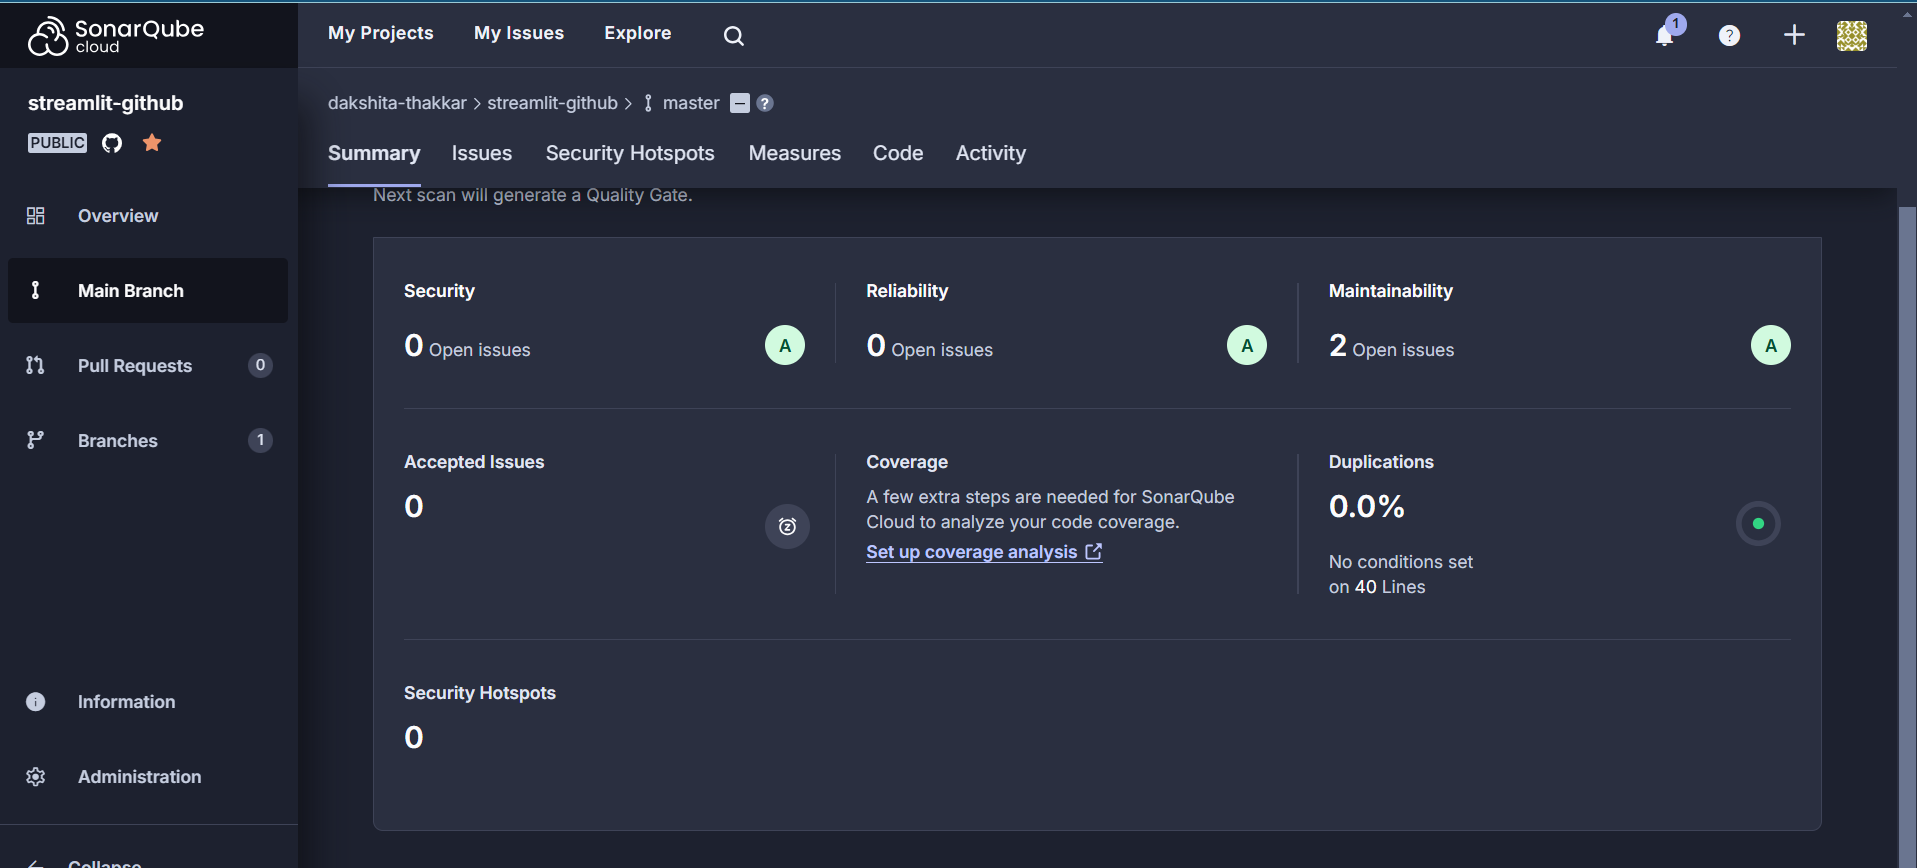 SonarQube
cloud
My Projects
My Issues
Explore
1
?
streamlit-github
PUBLIC
Overview
Main Branch
Pull Requests
0
Branches
1
Information
Administration
Collapse
dakshita-thakkar > streamlit-github > master
?
Summary
Issues
Security Hotspots
Measures
Code
Activity
Next scan will generate a Quality Gate.
Security
0 Open issues
A
Reliability
0 Open issues
A
Maintainability
2 Open issues
A
Accepted Issues
0
Coverage
A few extra steps are needed for SonarQube
Cloud to analyze your code coverage.
Set up coverage analysis
Duplications
0.0%
No conditions set
on 40 Lines
Security Hotspots
0